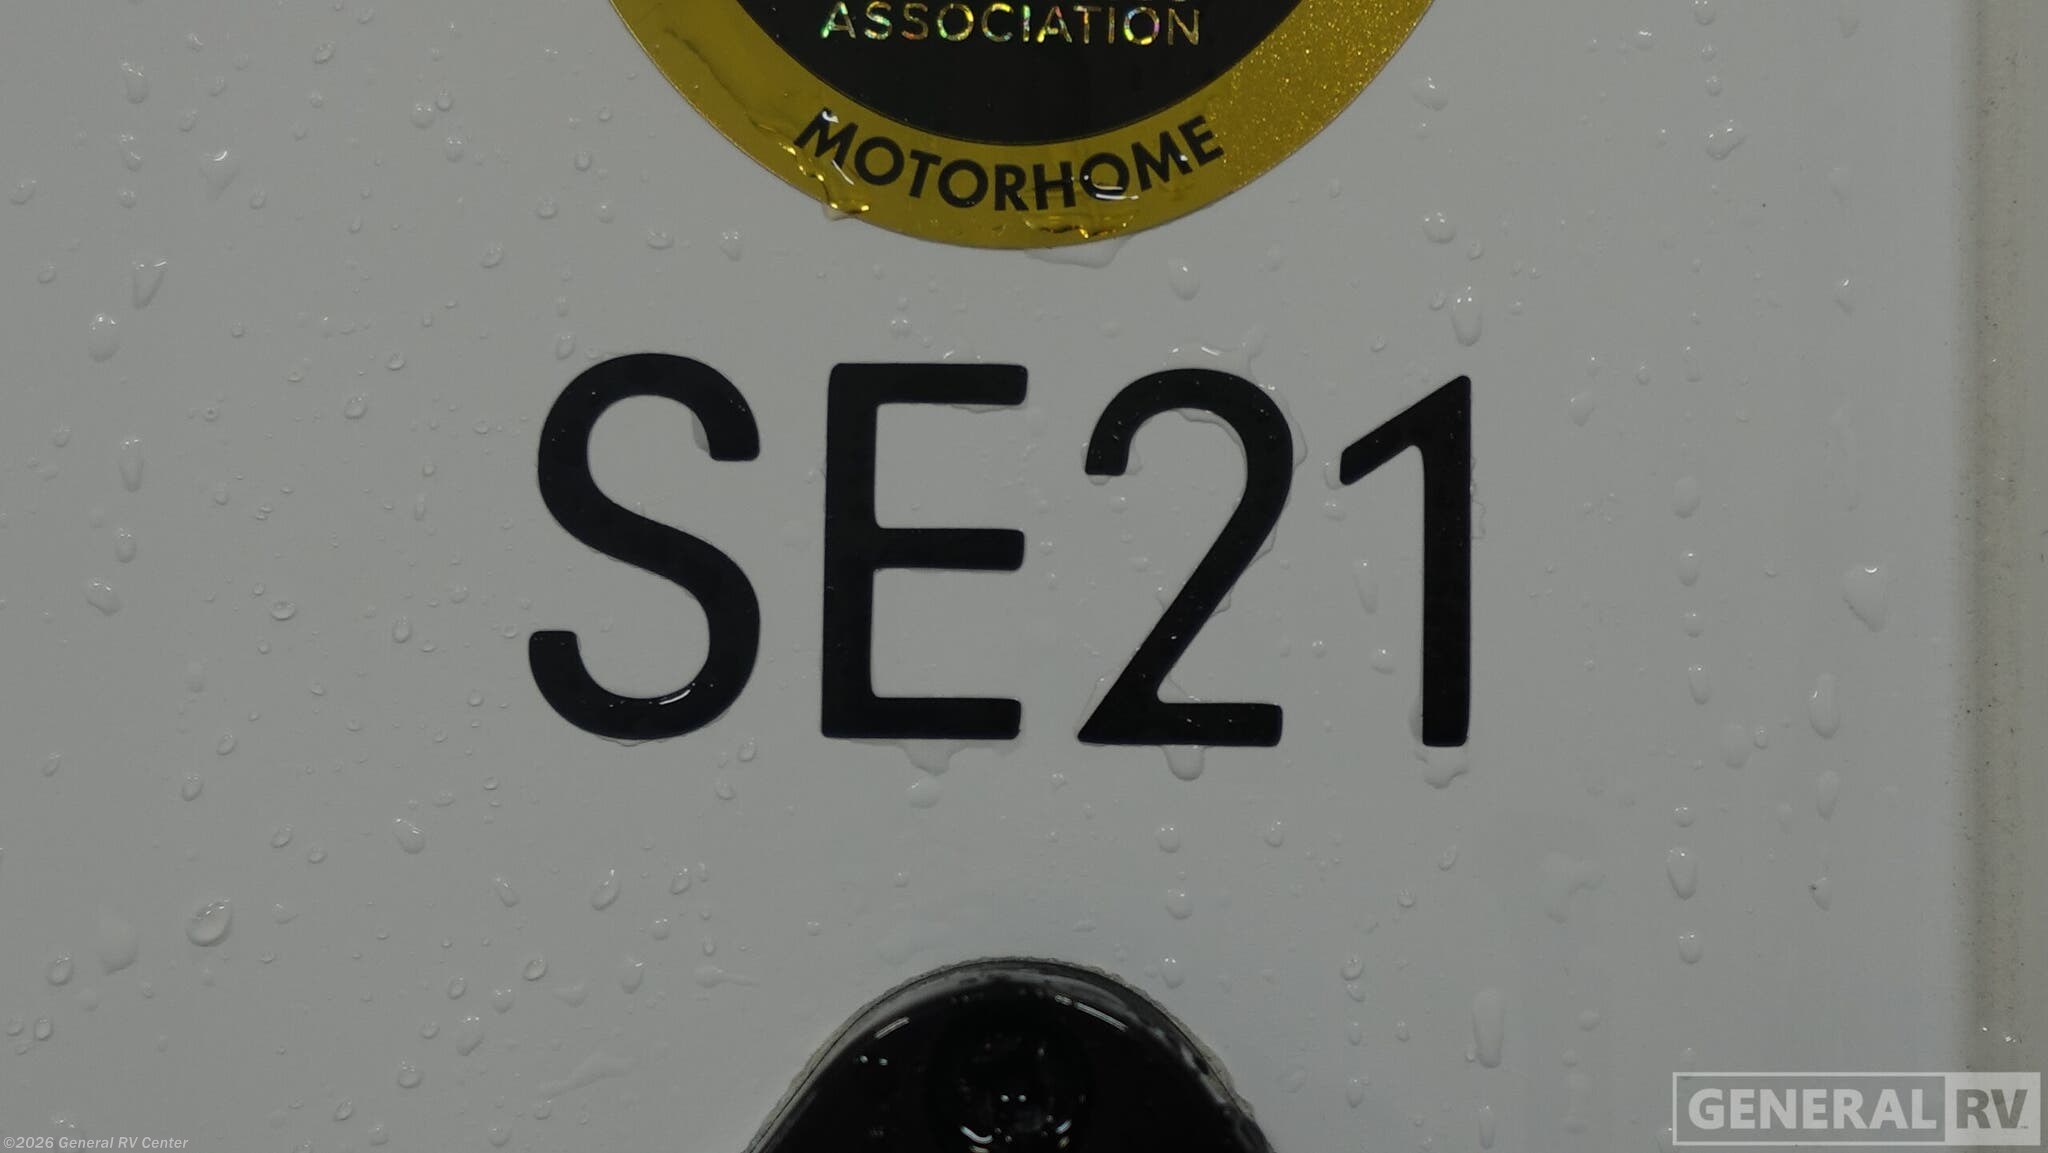 ASSOCIATION
MOTORHOME
SE21
GENERAL RV
©2026 General RV Center